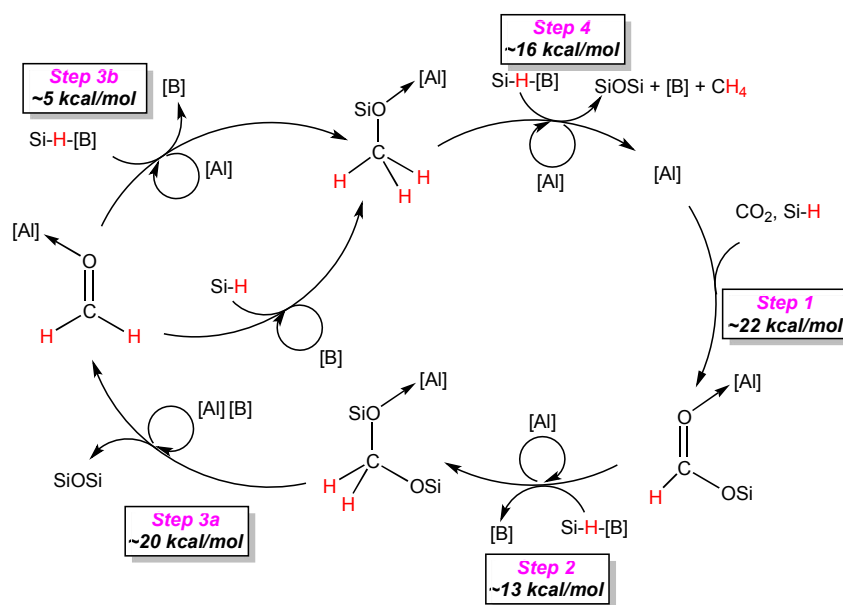 Step 4
~16 kcal/mol
Step 3b
~5 kcal/mol
[B]
Si-H-[B]
[Al]
[Al]
SiO
C
H
H
H
Si-H-[B]
SiOSi + [B] + CH4
[Al]
[Al]
CO2, Si-H
Step 1
~22 kcal/mol
[Al]
O
C
H
H
Si-H
[B]
[Al]
O
C
H
OSi
[Al]
SiO
C
H
H
OSi
[Al]
[B]
Si-H-[B]
Step 2
~13 kcal/mol
[Al] [B]
SiOSi
Step 3a
~20 kcal/mol